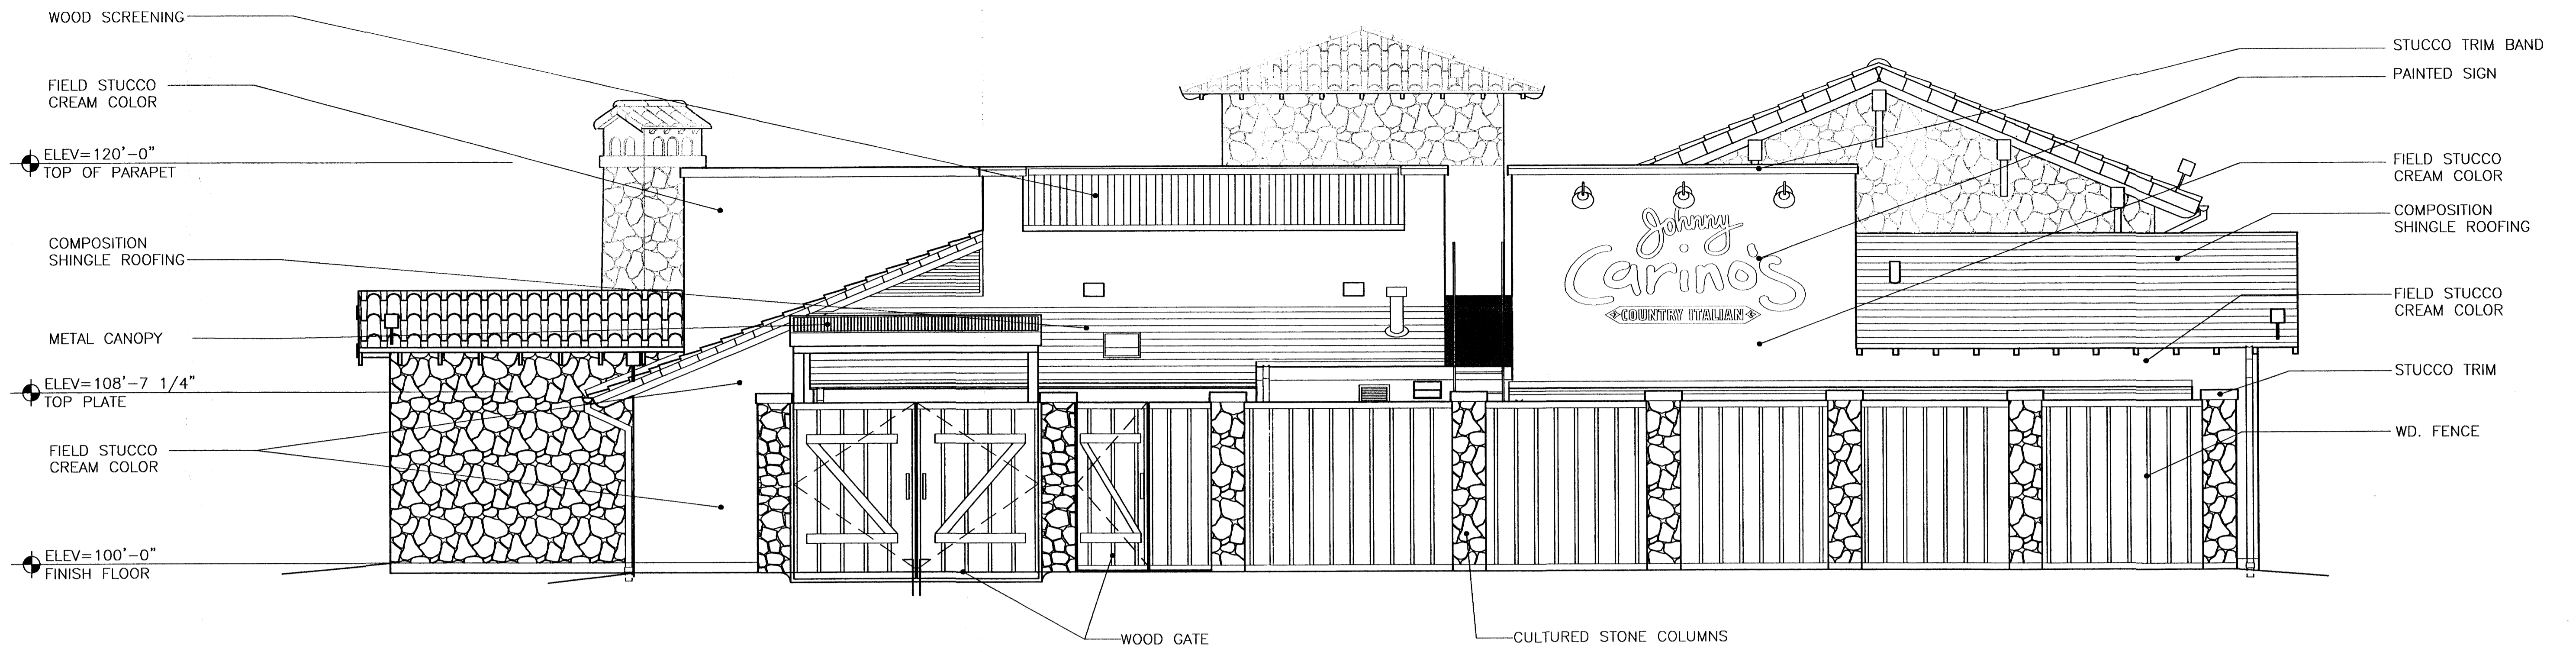 WOOD SCREENING
FIELD STUCCO
CREAM COLOR
ELEV=120'-0"
TOP OF PARAPET
COMPOSITION
SHINGLE ROOFING
METAL CANOPY
ELEV=108'-7 1/4"
TOP PLATE
FIELD STUCCO
CREAM COLOR
ELEV=100'-0"
FINISH FLOOR
Johnny
Carino's
COUNTRY ITALIAN
WOOD GATE
CULTURED STONE COLUMNS
STUCCO TRIM BAND
PAINTED SIGN
FIELD STUCCO
CREAM COLOR
COMPOSITION
SHINGLE ROOFING
FIELD STUCCO
CREAM COLOR
STUCCO TRIM
WD. FENCE